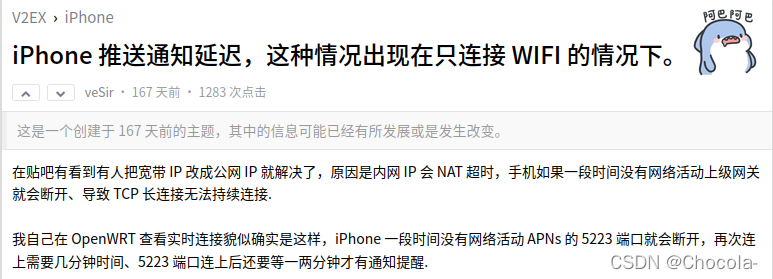 V2EX › iPhone
阿巴阿巴
iPhone 推送通知延迟，这种情况出现在只连接 WIFI 的情况下。
veSir · 167 天前 · 1283 次点击
这是一个创建于 167 天前的主题，其中的信息可能已经有所发展或是发生改变。
在贴吧有看到有人把宽带 IP 改成公网 IP 就解决了，原因是内网 IP 会 NAT 超时，手机如果一段时间没有网络活动上级网关
就会断开、导致 TCP 长连接无法持续连接.
我自己在 OpenWRT 查看实时连接貌似确实是这样，iPhone 一段时间没有网络活动 APNs 的 5223 端口就会断开，再次连
上需要几分钟时间、5223 端口连上后还要等一两分钟才有通知提醒.
CSDN @Chocola-